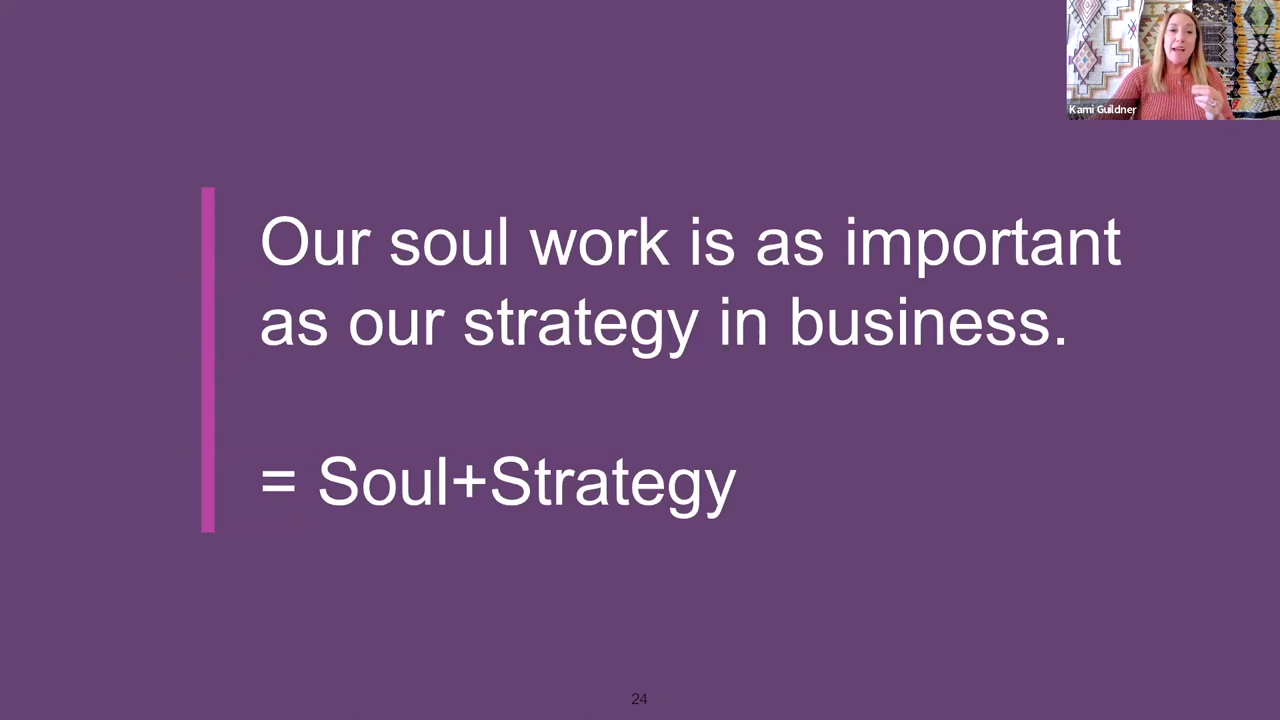 Kami Guildner
Our soul work is as important
as our strategy in business.
= Soul+Strategy
24